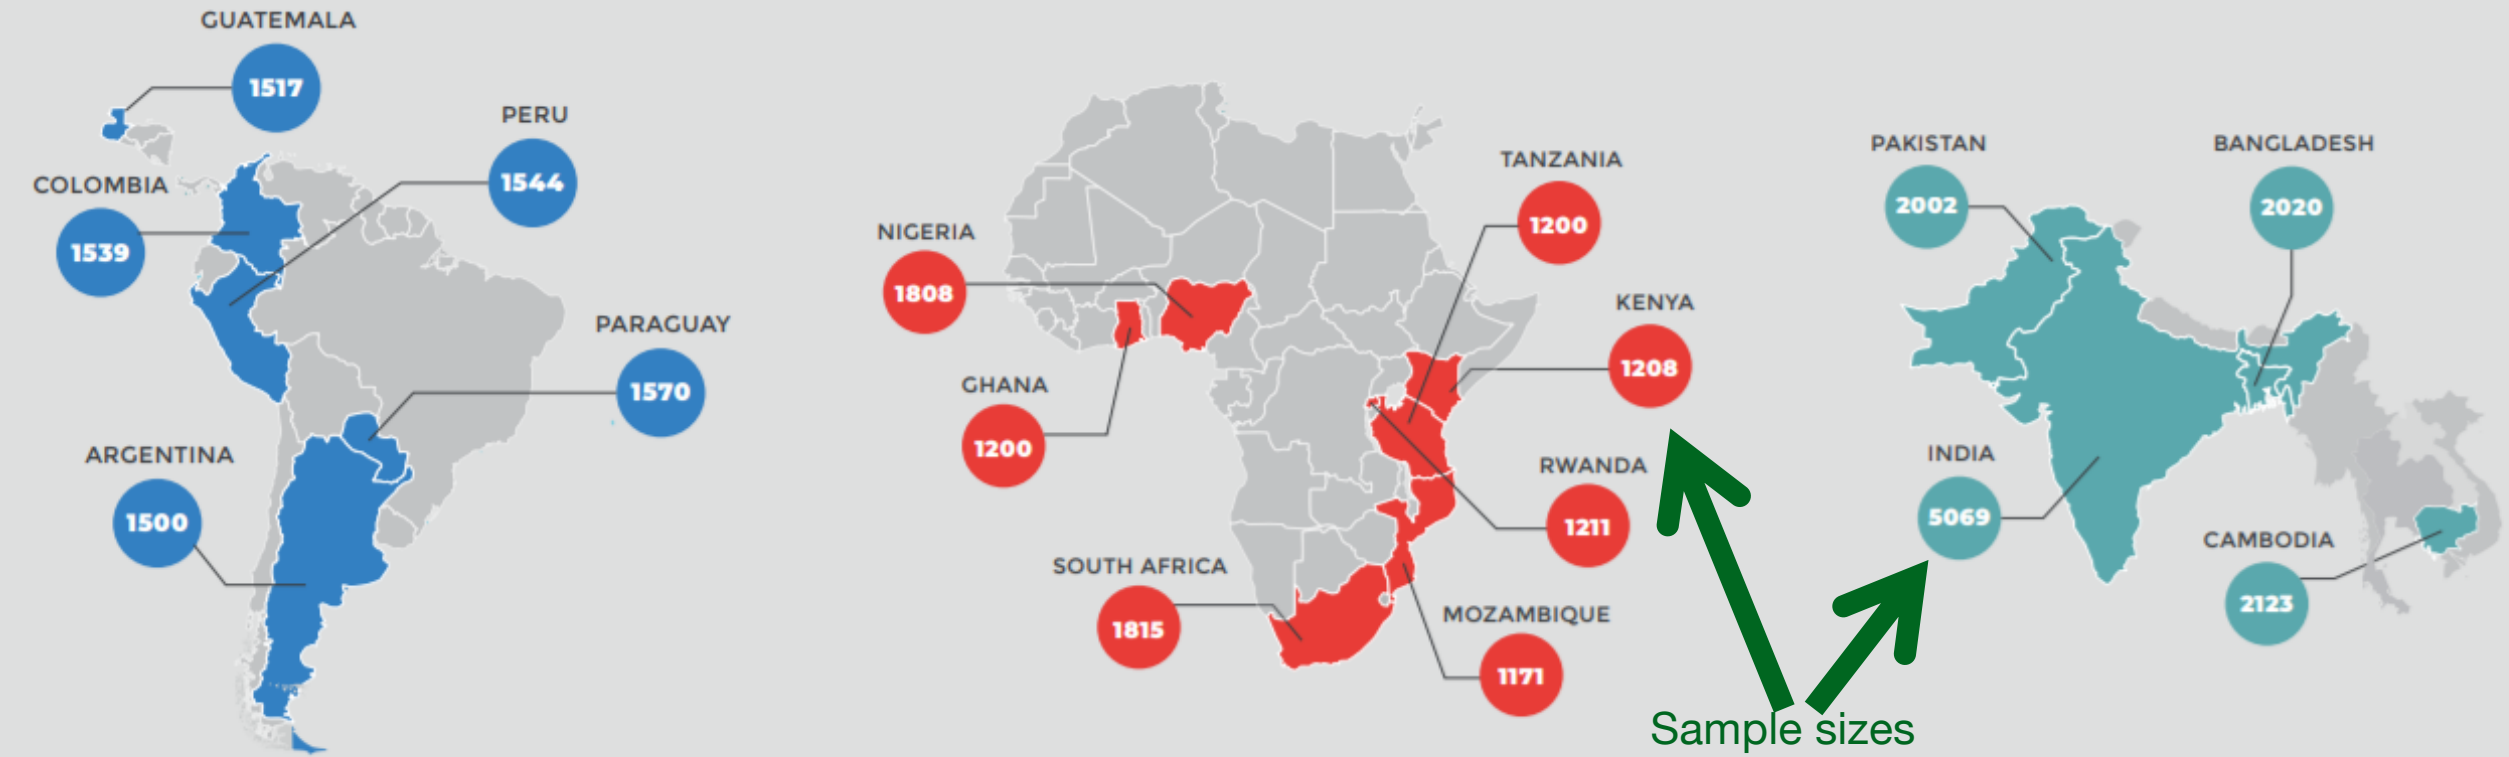 GUATEMALA
1517
PERU
1544
COLOMBIA
1539
PARAGUAY
1570
ARGENTINA
1500
NIGERIA
1808
GHANA
1200
TANZANIA
1200
KENYA
1208
RWANDA
1211
SOUTH AFRICA
1815
MOZAMBIQUE
1171
PAKISTAN
2002
BANGLADESH
2020
INDIA
5069
CAMBODIA
2123
Sample sizes